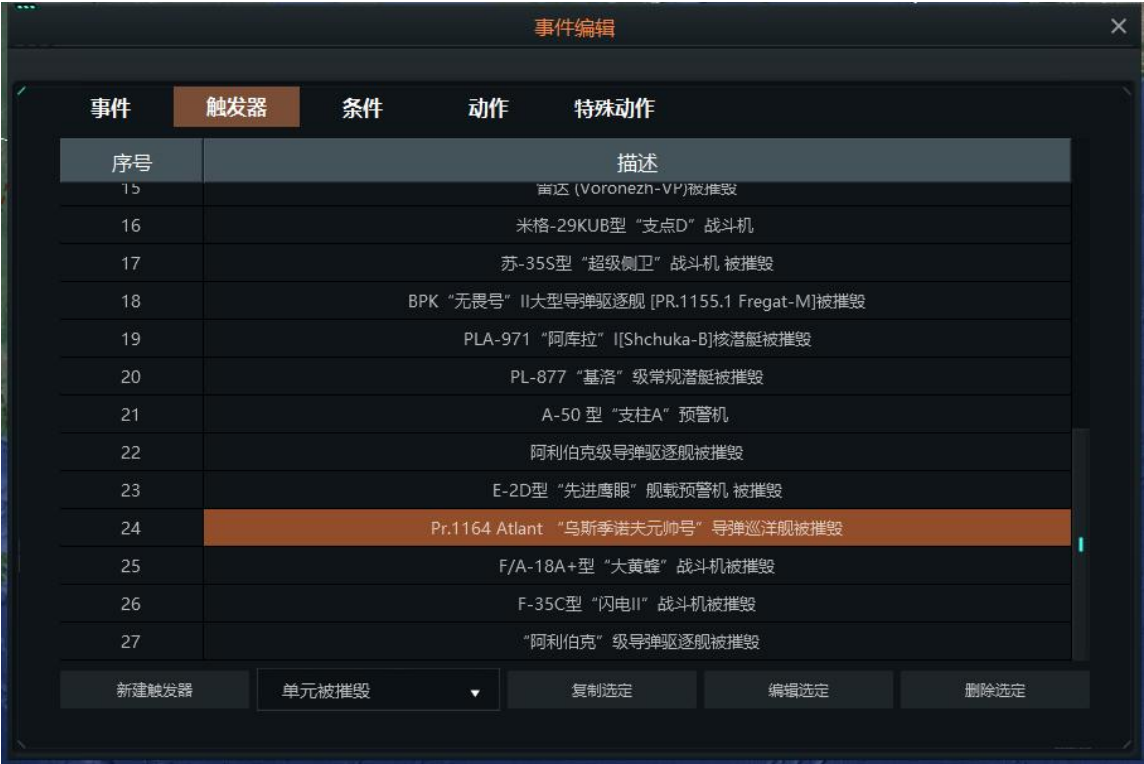 事件编辑
事件 触发器 条件 动作 特殊动作
序号 描述
15 雷达 (Voronezh-VP)被摧毁
16 米格-29KUB型“支点D”战斗机
17 苏-35S型“超级侧卫”战斗机 被摧毁
18 BPK“无畏号”II大型导弹驱逐舰 [PR.1155.1 Fregat-M]被摧毁
19 PLA-971“阿库拉”I[Shchuka-B]核潜艇被摧毁
20 PL-877“基洛”级常规潜艇被摧毁
21 A-50 型“支柱A”预警机
22 阿利伯克级导弹驱逐舰被摧毁
23 E-2D型“先进鹰眼”舰载预警机 被摧毁
24 Pr.1164 Atlant “乌斯季诺夫元帅号”导弹巡洋舰被摧毁
25 F/A-18A+型“大黄蜂”战斗机被摧毁
26 F-35C型“闪电II”战斗机被摧毁
27 “阿利伯克”级导弹驱逐舰被摧毁
新建触发器 单元被摧毁 复制选定 编辑选定 删除选定